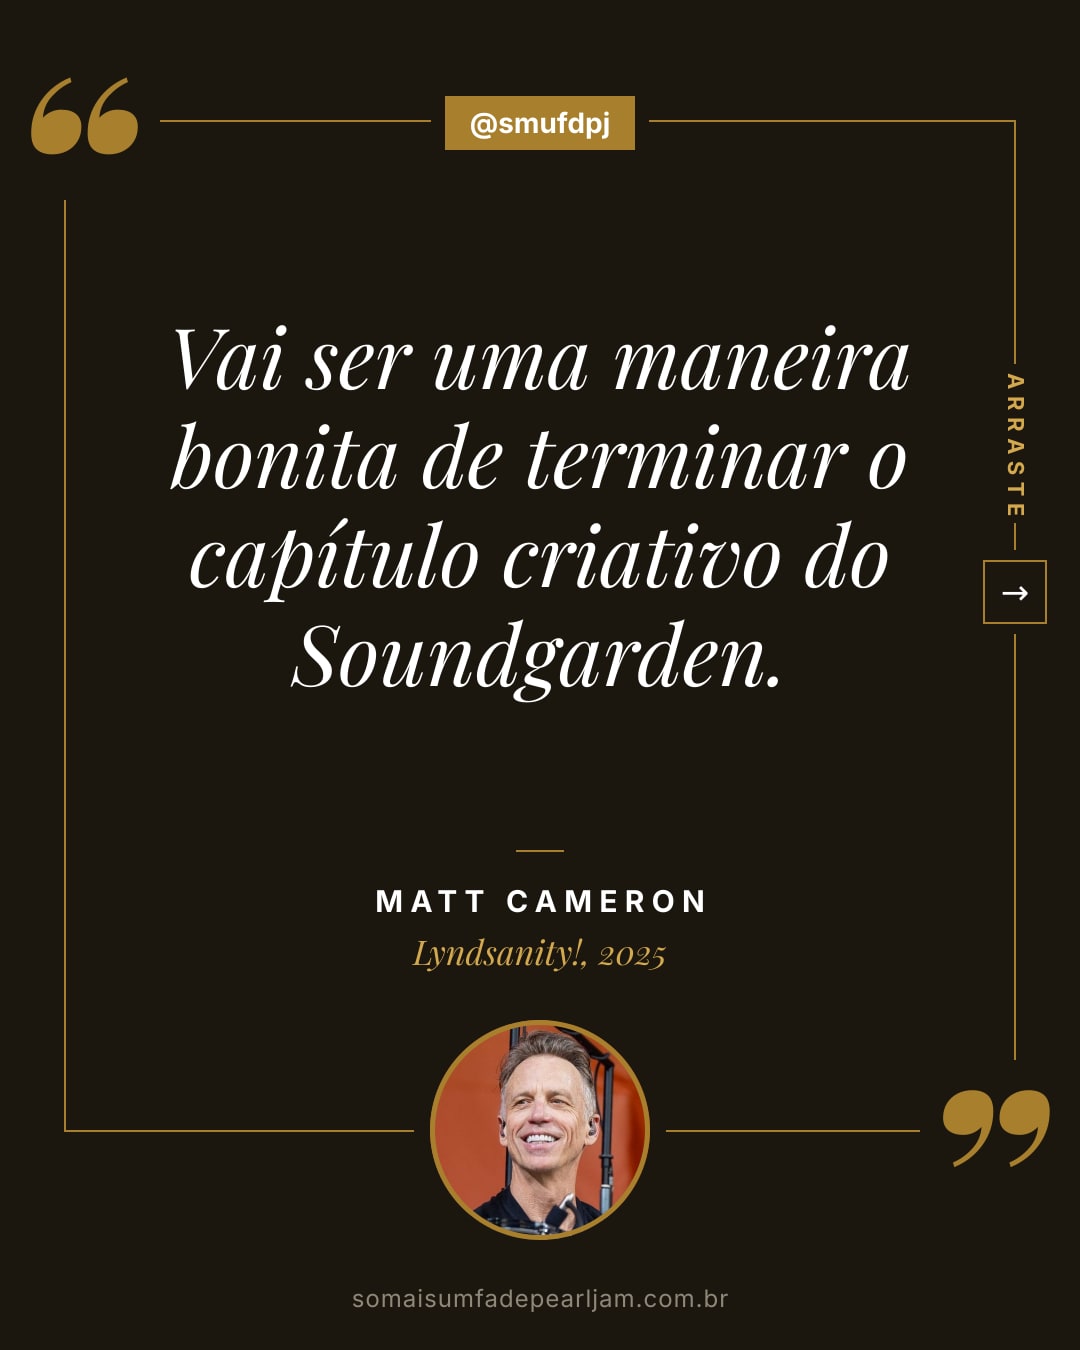 “
@smufdpj
Vai ser uma maneira
bonita de terminar o
capítulo criativo do
Soundgarden.
ARRASTE
→
MATT CAMERON
Lyndsanity!, 2025
”
somaisumfadepearljam.com.br